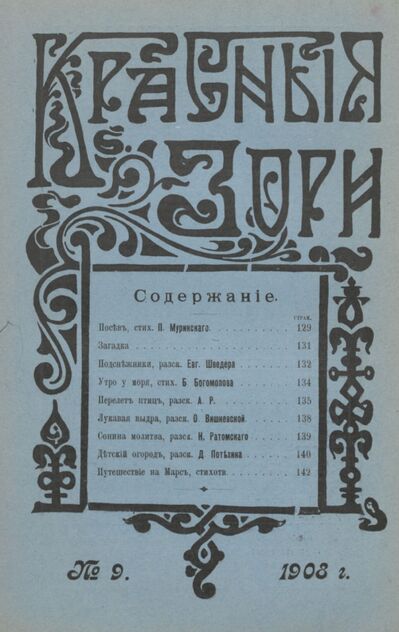 Красныя
Зори
Содержаніе.
СТРАН.
Посѣвъ, стих. П. Муринскаго. 129
Загадка 131
Подснѣжники, разск. Евг. Шведера 132
Утро у моря, стих. Б Богомолова 134
Перелетъ птицъ, разск. А. Р. 135
Лукавая выдра, разск. О. Вишневской 138
Сонина молитва, разск. Н. Ратомскаго 139
Дѣтскій огородъ, разск. Д. Потѣхина 140
Путешествіе на Марсъ, стихотв. 142
№ 9. 1908 г.